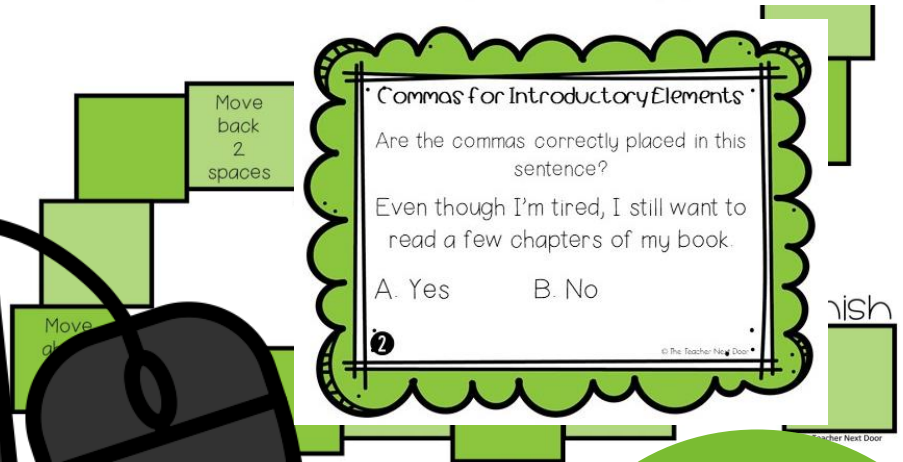 Move
back
2
spaces
Commas for Introductory Elements
Are the commas correctly placed in this
sentence?
Even though I'm tired, I still want to
read a few chapters of my book.
A. Yes B. No
2
© The Teacher Next Door
Move
nish
Teacher Next Door